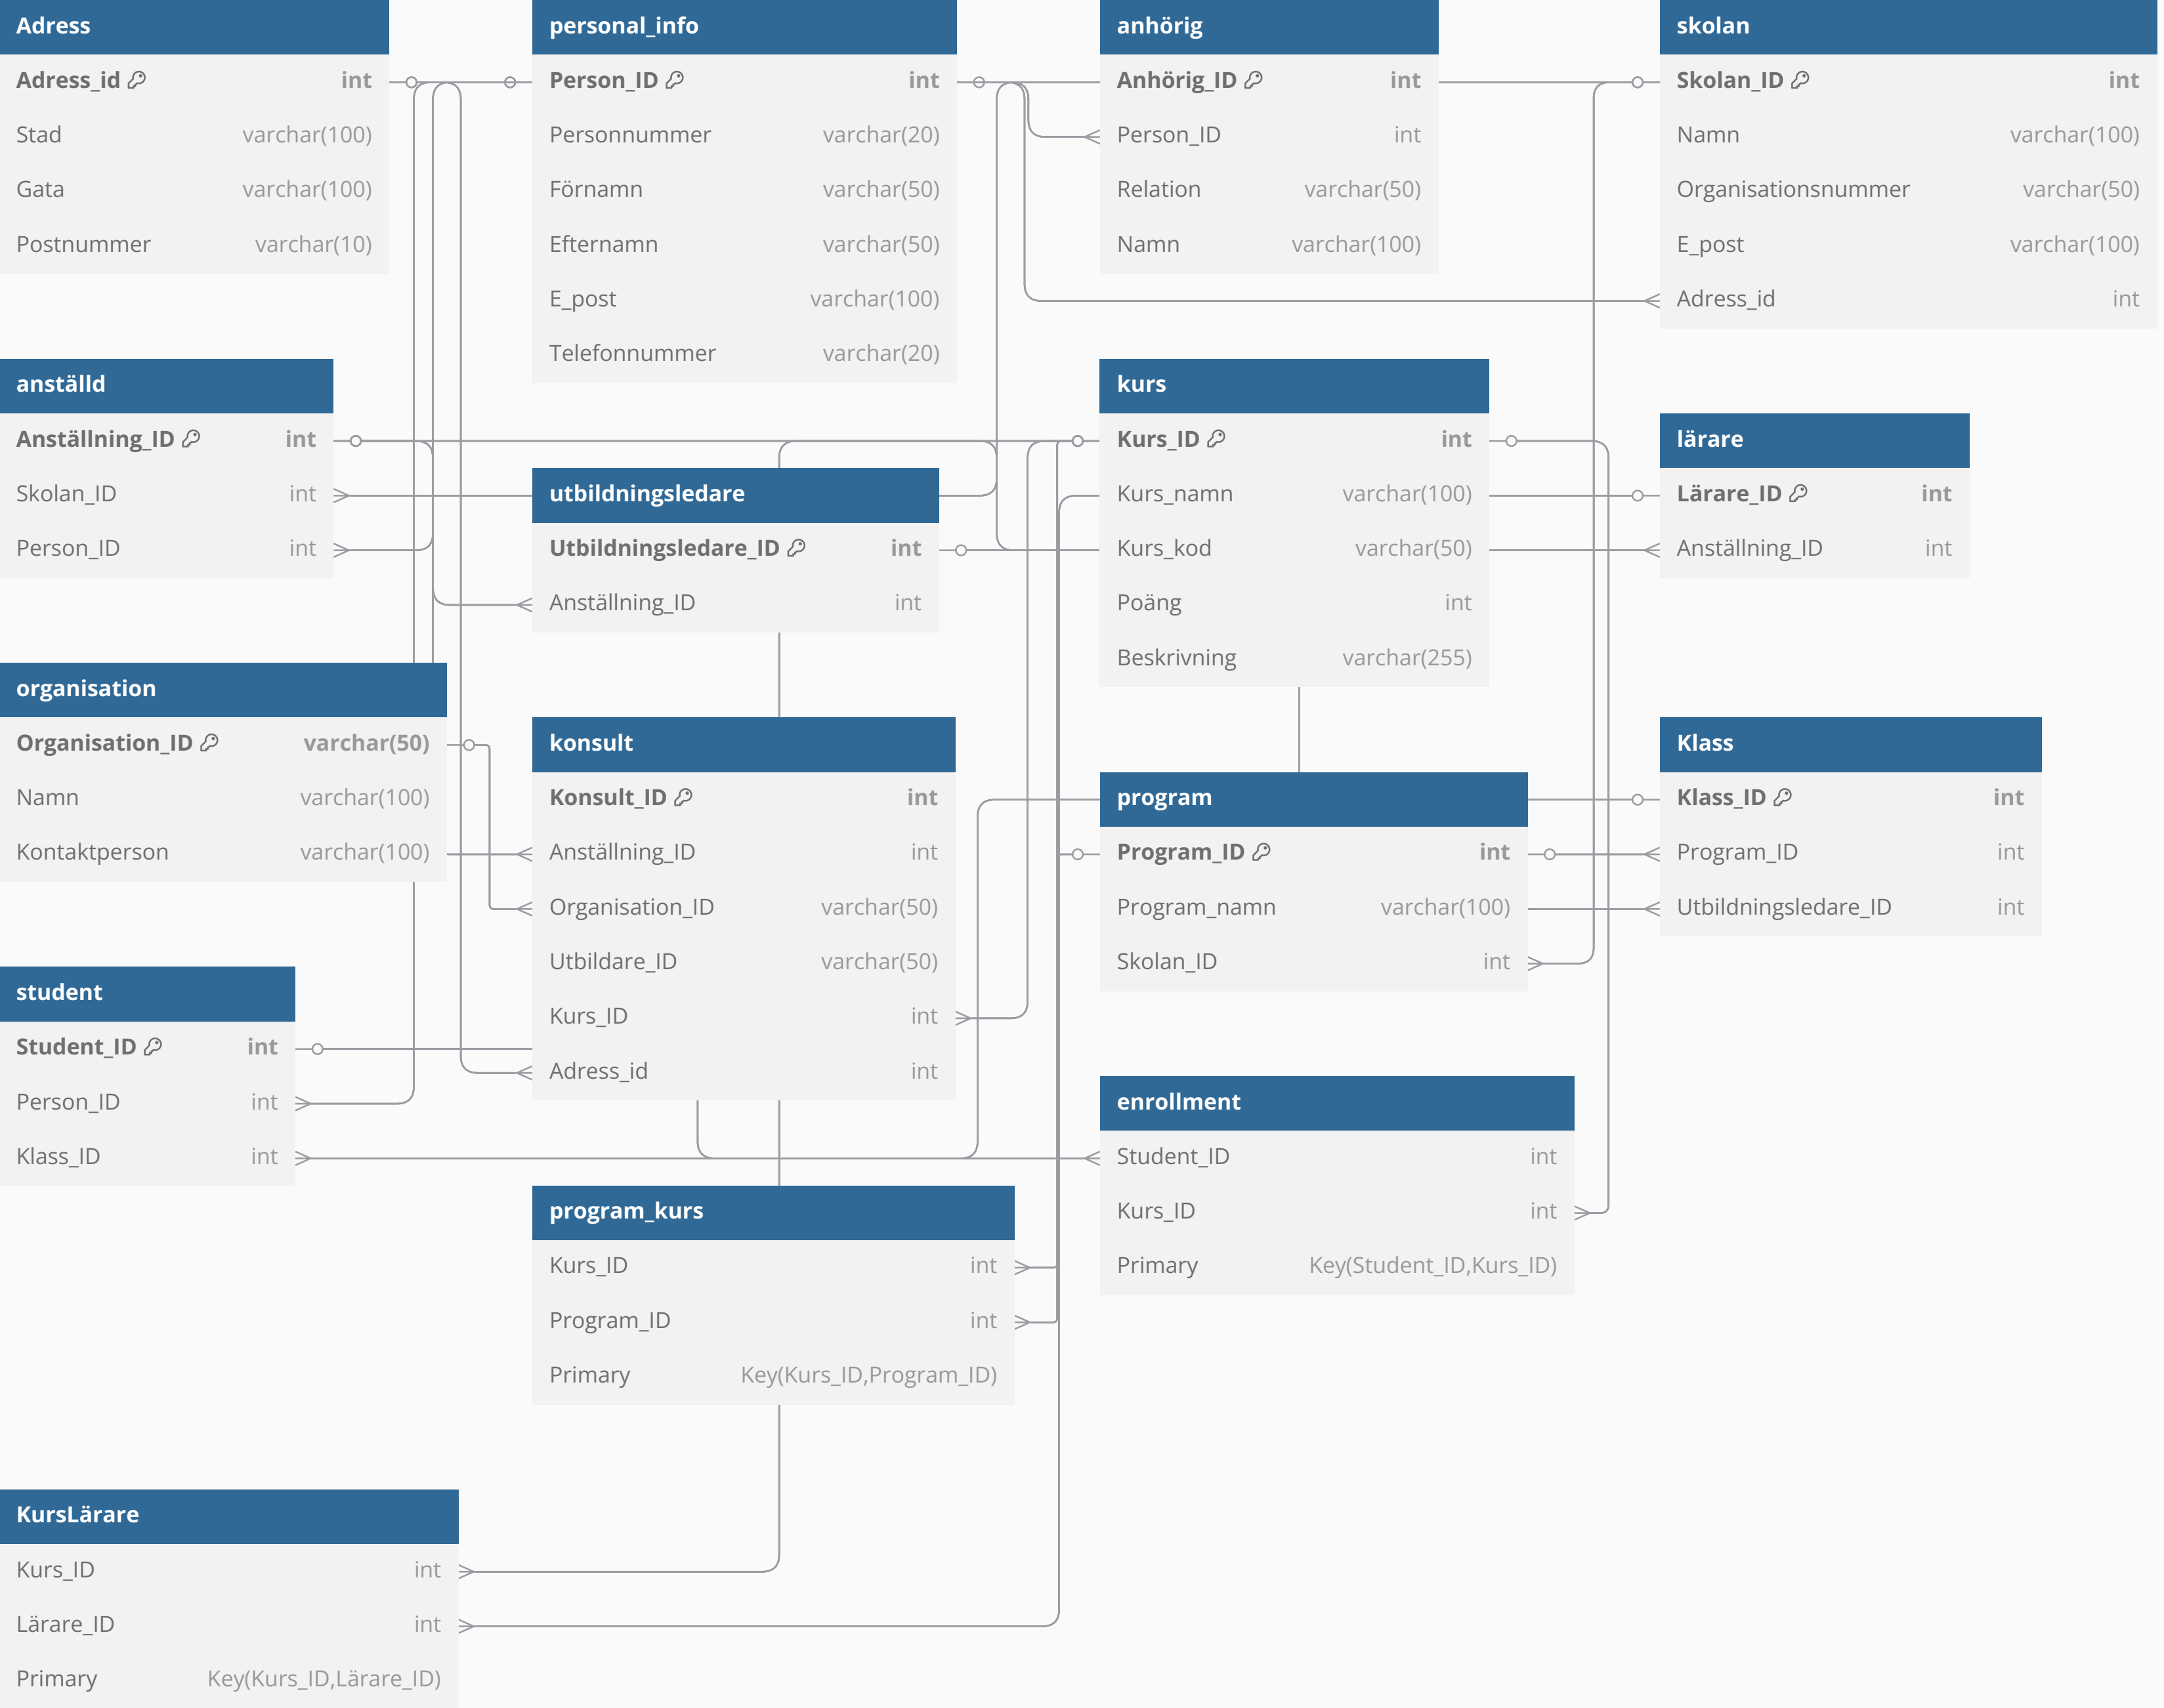 Adress
Adress_id int
Stad varchar(100)
Gata varchar(100)
Postnummer varchar(10)
personal_info
Person_ID int
Personnummer varchar(20)
Förnamn varchar(50)
Efternamn varchar(50)
E_post varchar(100)
Telefonnummer varchar(20)
anhörig
Anhörig_ID int
Person_ID int
Relation varchar(50)
Namn varchar(100)
skolan
Skolan_ID int
Namn varchar(100)
Organisationsnummer varchar(50)
E_post varchar(100)
Adress_id int
anställd
Anställning_ID int
Skolan_ID int
Person_ID int
utbildningsledare
Utbildningsledare_ID int
Anställning_ID int
kurs
Kurs_ID int
Kurs_namn varchar(100)
Kurs_kod varchar(50)
Poäng int
Beskrivning varchar(255)
lärare
Lärare_ID int
Anställning_ID int
organisation
Organisation_ID varchar(50)
Namn varchar(100)
Kontaktperson varchar(100)
konsult
Konsult_ID int
Anställning_ID int
Organisation_ID varchar(50)
Utbildare_ID varchar(50)
Kurs_ID int
Adress_id int
program
Program_ID int
Program_namn varchar(100)
Skolan_ID int
Klass
Klass_ID int
Program_ID int
Utbildningsledare_ID int
student
Student_ID int
Person_ID int
Klass_ID int
enrollment
Student_ID int
Kurs_ID int
Primary Key(Student_ID,Kurs_ID)
program_kurs
Kurs_ID int
Program_ID int
Primary Key(Kurs_ID,Program_ID)
KursLärare
Kurs_ID int
Lärare_ID int
Primary Key(Kurs_ID,Lärare_ID)